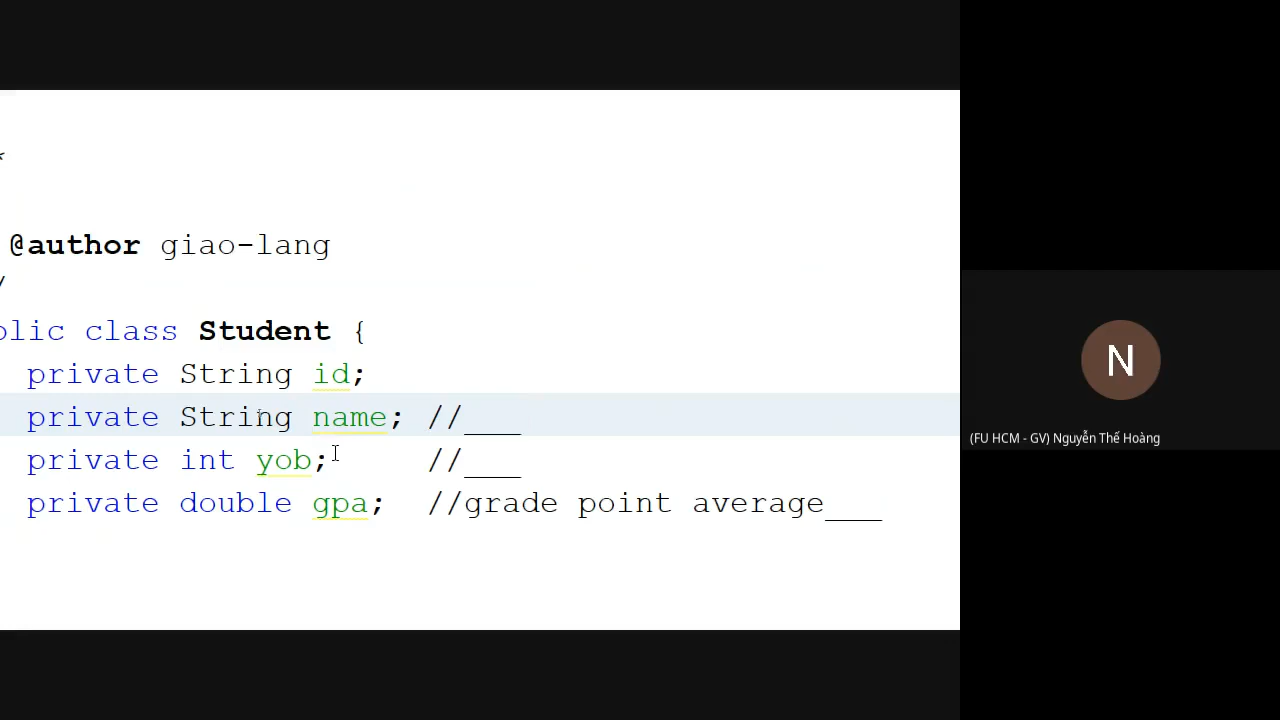 *
@author giao-lang
/
olic class Student {
private String id;
private String name; //___
private int yob; //___
private double gpa; //grade point average___
N
(FU HCM - GV) Nguyễn Thế Hoàng